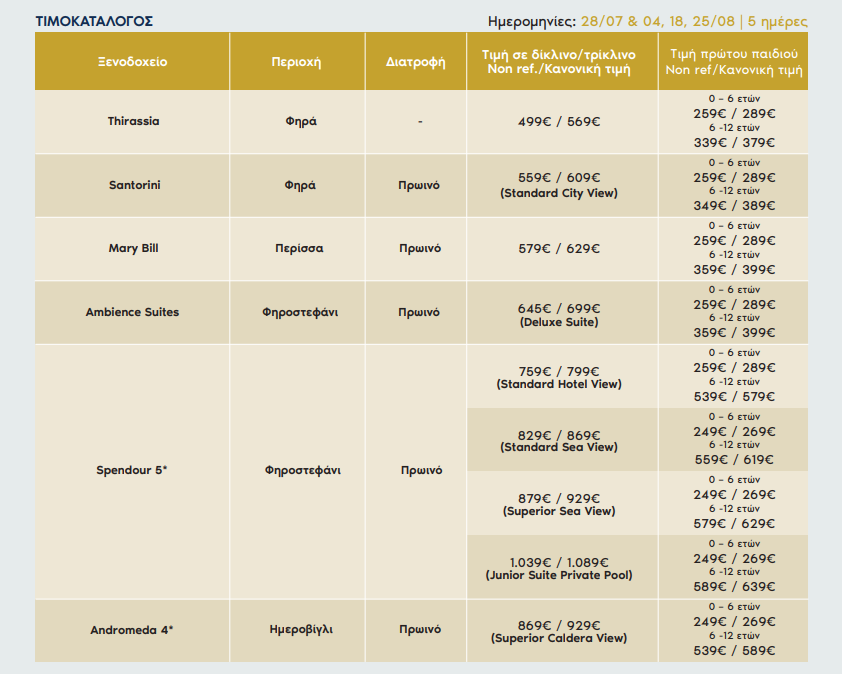 ΤΙΜΟΚΑΤΑΛΟΓΟΣ
Ημερομηνίες: 28/07 & 04, 18, 25/08 | 5 ημέρες
Ξενοδοχείο
Περιοχή
Διατροφή
Τιμή σε δίκλινο/τρίκλινο
Non ref./Κανονική τιμή
Τιμή πρώτου παιδιού
Non ref/Κανονική τιμή
Thirassia
Φηρά
-
499€ / 569€
0 – 6 ετών
259€ / 289€
6 -12 ετών
339€ / 379€
Santorini
Φηρά
Πρωινό
559€ / 609€
(Standard City View)
0 – 6 ετών
259€ / 289€
6 -12 ετών
349€ / 389€
Mary Bill
Περίσσα
Πρωινό
579€ / 629€
0 – 6 ετών
259€ / 289€
6 -12 ετών
359€ / 399€
Ambience Suites
Φηροστεφάνι
Πρωινό
645€ / 699€
(Deluxe Suite)
0 – 6 ετών
259€ / 289€
6 -12 ετών
359€ / 399€
Spendour 5*
Φηροστεφάνι
Πρωινό
759€ / 799€
(Standard Hotel View)
0 – 6 ετών
259€ / 289€
6 -12 ετών
539€ / 579€
829€ / 869€
(Standard Sea View)
0 – 6 ετών
249€ / 269€
6 -12 ετών
559€ / 619€
879€ / 929€
(Superior Sea View)
0 – 6 ετών
249€ / 269€
6 -12 ετών
579€ / 629€
1.039€ / 1.089€
(Junior Suite Private Pool)
0 – 6 ετών
249€ / 269€
6 -12 ετών
589€ / 639€
Andromeda 4*
Ημεροβίγλι
Πρωινό
869€ / 929€
(Superior Caldera View)
0 – 6 ετών
249€ / 269€
6 -12 ετών
539€ / 589€